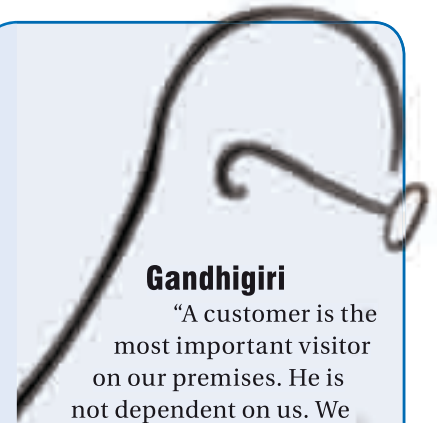 Gandhigiri
“A customer is the
most important visitor
on our premises. He is
not dependent on us. We